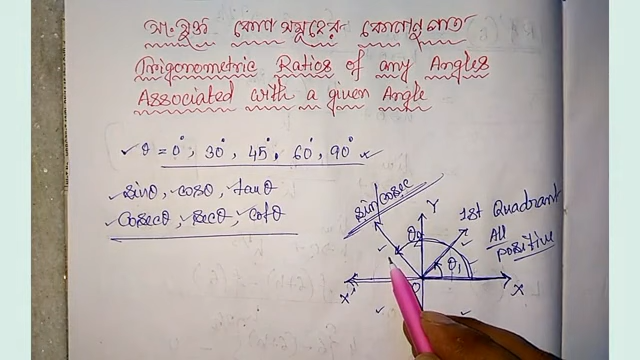 সংযুক্ত কোণ সমূহের কোণানুপাত
Trigonometric Ratios of any Angles
Associated with a given Angle
✓ θ = 0°, 30°, 45°, 60°, 90°
✓ sinθ, ✓ cosθ, ✓ tanθ
✓ cosecθ, ✓ secθ, ✓ cotθ
sin/cosec
Y
1st Quadrant
All
positive
θ₂
θ₁
O
X'
X